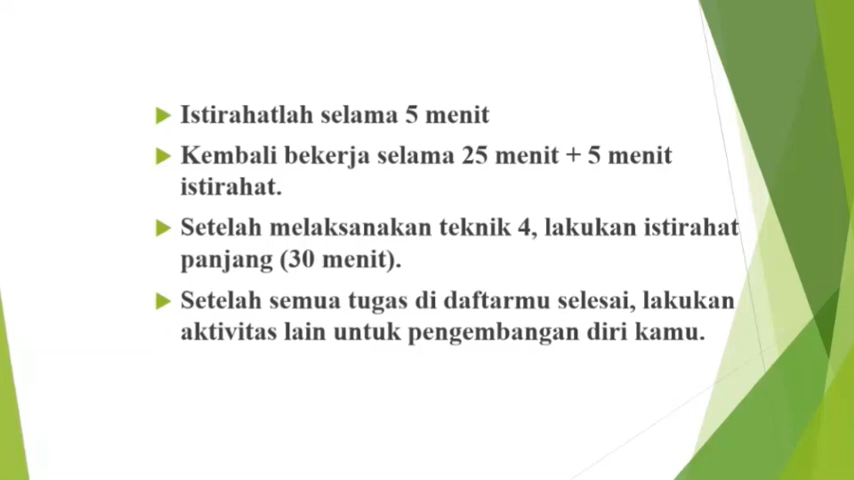 Istirahatlah selama 5 menit
Kembali bekerja selama 25 menit + 5 menit
istirahat.
Setelah melaksanakan teknik 4, lakukan istirahat
panjang (30 menit).
Setelah semua tugas di daftarmu selesai, lakukan
aktivitas lain untuk pengembangan diri kamu.